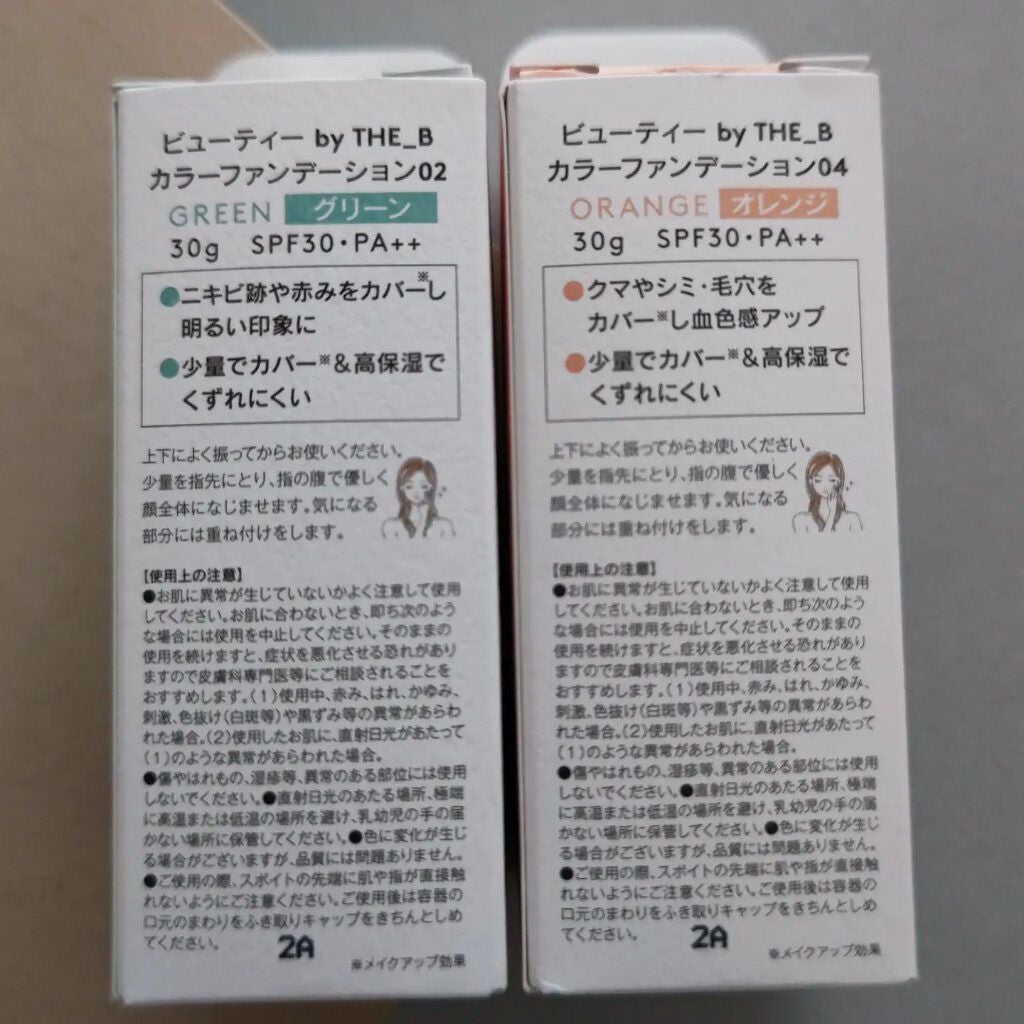 ビューティー by THE_B
カラーファンデーション02
GREEN グリーン
30g SPF30・PA++
●ニキビ跡や赤みをカバー※し
明るい印象に
●少量でカバー※&高保湿で
くずれにくい
上下によく振ってからお使いください。
少量を指先にとり、指の腹で優しく
顔全体になじませます。気になる
部分には重ね付けをします。
【使用上の注意】
●お肌に異常が生じていないかよく注意して使用
してください。お肌に合わないとき、即ち次のよう
な場合には使用を中止してください。そのままの
使用を続けますと、症状を悪化させる恐れがあり
ますので皮膚科専門医等にご相談されることを
おすすめします。(1)使用中、赤み、はれ、かゆみ、
刺激、色抜け(白斑等)や黒ずみ等の異常があらわ
れた場合。(2)使用したお肌に、直射日光があたって
(1)のような異常があらわれた場合。
●傷やはれもの、湿疹等、異常のある部位には使用
しないでください。●直射日光のあたる場所、極端
に高温または低温の場所を避け、乳幼児の手の届
かない場所に保管してください。●色に変化が生じ
る場合がございますが、品質には問題ありません。
●ご使用の際、スポイトの先端に肌や指が直接触
れないようにご注意ください。ご使用後は容器の
口元のまわりをふき取りキャップをきちんとしめ
てください。
2A
※メイクアップ効果
ビューティー by THE_B
カラーファンデーション04
ORANGE オレンジ
30g SPF30・PA++
●クマやシミ・毛穴を
カバー※し血色感アップ
●少量でカバー※&高保湿で
くずれにくい
上下によく振ってからお使いください。
少量を指先にとり、指の腹で優しく
顔全体になじませます。気になる
部分には重ね付けをします。
【使用上の注意】
●お肌に異常が生じていないかよく注意して使用
してください。お肌に合わないとき、即ち次のよう
な場合には使用を中止してください。そのままの
使用を続けますと、症状を悪化させる恐れがあり
ますので皮膚科専門医等にご相談されることを
おすすめします。(1)使用中、赤み、はれ、かゆみ、
刺激、色抜け(白斑等)や黒ずみ等の異常があらわ
れた場合。(2)使用したお肌に、直射日光があたって
(1)のような異常があらわれた場合。
●傷やはれもの、湿疹等、異常のある部位には使用
しないでください。●直射日光のあたる場所、極端
に高温または低温の場所を避け、乳幼児の手の届
かない場所に保管してください。●色に変化が生じ
る場合がございますが、品質には問題ありません。
●ご使用の際、スポイトの先端に肌や指が直接触
れないようにご注意ください。ご使用後は容器の
口元のまわりをふき取りキャップをきちんとしめ
てください。
2A
※メイクアップ効果